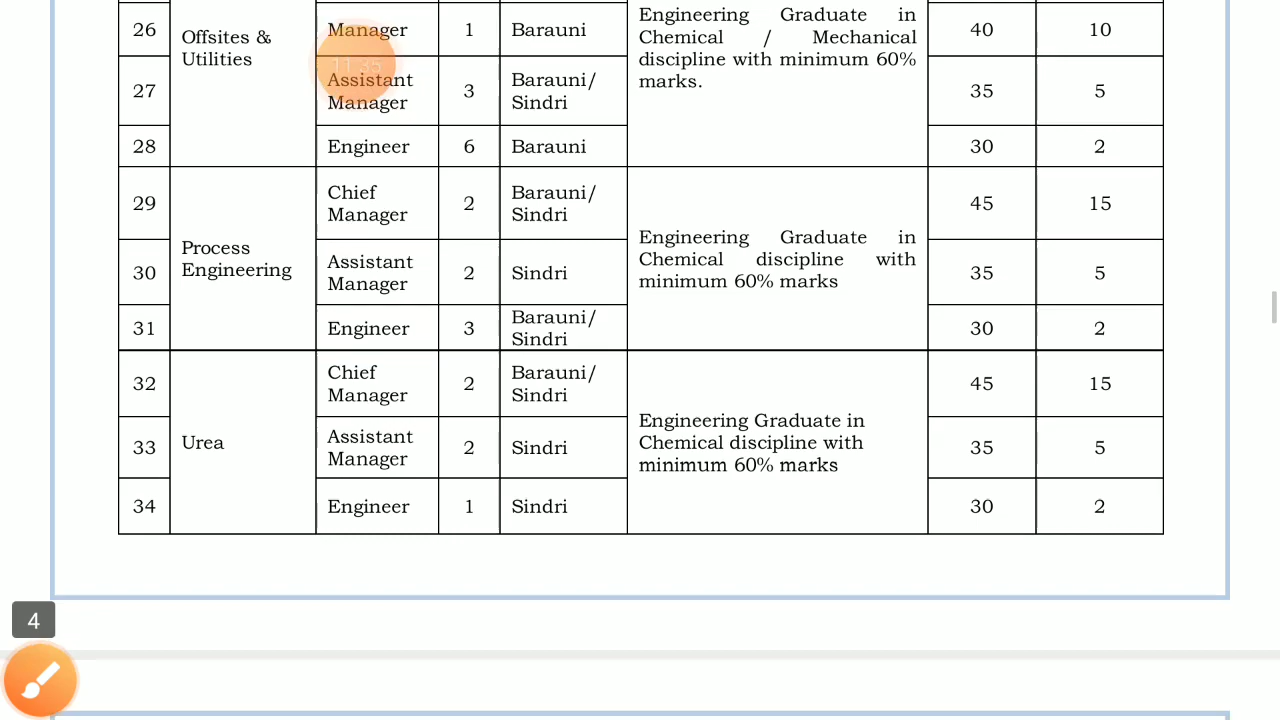 26
Offsites &
Utilities
Manager
1
Barauni
Engineering Graduate in
Chemical / Mechanical
discipline with minimum 60%
marks.
40
10
11:35
27
Assistant
Manager
3
Barauni/
Sindri
35
5
28
Engineer
6
Barauni
30
2
29
Process
Engineering
Chief
Manager
2
Barauni/
Sindri
Engineering Graduate in
Chemical discipline with
minimum 60% marks
45
15
30
Assistant
Manager
2
Sindri
35
5
31
Engineer
3
Barauni/
Sindri
30
2
32
Urea
Chief
Manager
2
Barauni/
Sindri
Engineering Graduate in
Chemical discipline with
minimum 60% marks
45
15
33
Assistant
Manager
2
Sindri
35
5
34
Engineer
1
Sindri
30
2
4